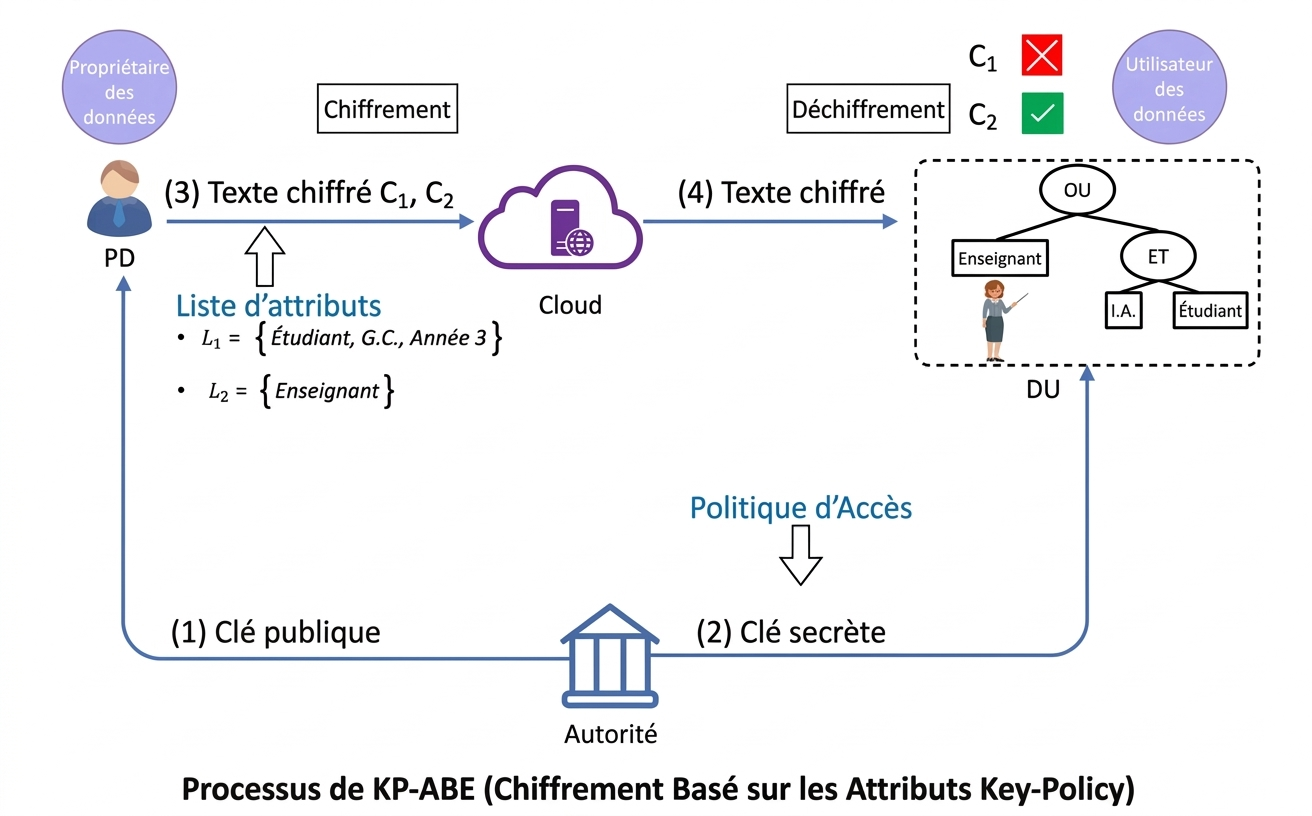 Propriétaire
des
données
Chiffrement
Déchiffrement
C₁
C₂
Utilisateur
des
données
(3) Texte chiffré C₁, C₂
(4) Texte chiffré
PD
Cloud
Liste d’attributs
• L₁ = {Étudiant, G.C., Année 3}
• L₂ = {Enseignant}
OU
Enseignant
ET
I.A.
Étudiant
DU
Politique d’Accès
(1) Clé publique
(2) Clé secrète
Autorité
Processus de KP-ABE (Chiffrement Basé sur les Attributs Key-Policy)